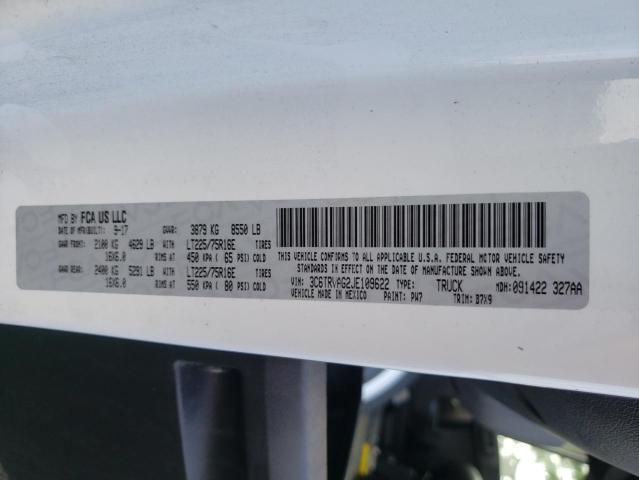 MFD BY FCA US LLC
DATE OF MFR(BUILT): 9-17 GVWR: 3879 KG 8550 LB
GAWR FRONT: 2100 KG 4629 LB WITH LT225/75R16E TIRES
16X6.0 AT 450 KPA ( 65 PSI) COLD
GAWR REAR: 2400 KG 5291 LB WITH LT225/75R16E TIRES
16X6.0 AT 550 KPA ( 80 PSI) COLD
THIS VEHICLE CONFORMS TO ALL APPLICABLE U.S.A. FEDERAL MOTOR VEHICLE SAFETY
STANDARDS IN EFFECT ON THE DATE OF MANUFACTURE SHOWN ABOVE.
VIN: 3C6TRVAG2JE109622 TYPE: TRUCK MDH: 091422 327AA
VEHICLE MADE IN MEXICO PAINT: PW7 TRIM: B7X9